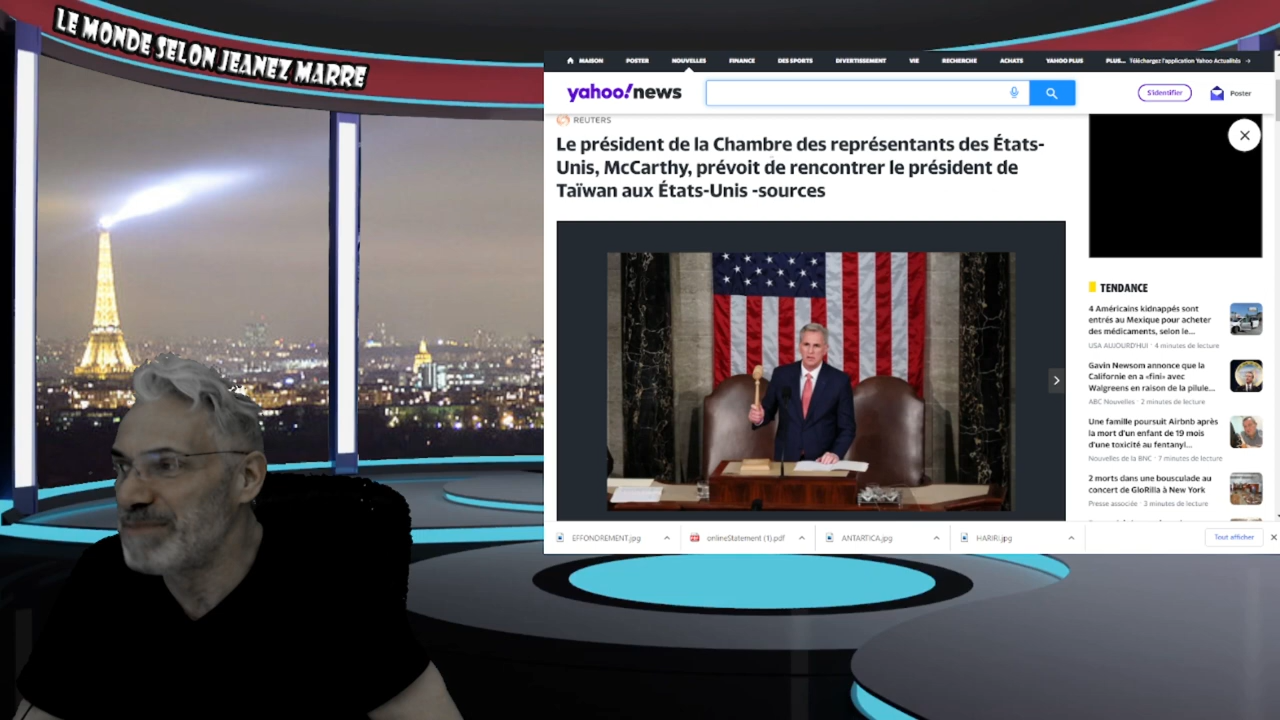 LE MONDE SELON JEANEZ MARRE
MAISON POSTER NOUVELLES FINANCE DES SPORTS DIVERTISSEMENT VIE RECHERCHE ACHATS YAHOO PLUS PLUS... Téléchargez l'application Yahoo Actualités →
yahoo!news
S'identifier
Poster
REUTERS
Le président de la Chambre des représentants des États-
Unis, McCarthy, prévoit de rencontrer le président de
Taïwan aux États-Unis -sources
TENDANCE
4 Américains kidnappés sont
entrés au Mexique pour acheter
des médicaments, selon le...
USA AUJOURD'HUI · 4 minutes de lecture
Gavin Newsom annonce que la
Californie en a «fini» avec
Walgreens en raison de la pilule...
ABC Nouvelles · 2 minutes de lecture
Une famille poursuit Airbnb après
la mort d'un enfant de 19 mois
d'une toxicité au fentanyl...
Nouvelles de la BNC · 7 minutes de lecture
2 morts dans une bousculade au
concert de GloRilla à New York
Presse associée · 3 minutes de lecture
EFFONDREMENT.jpg
onlineStatement (1).pdf
ANTARTICA.jpg
HARIRI.jpg
Tout afficher